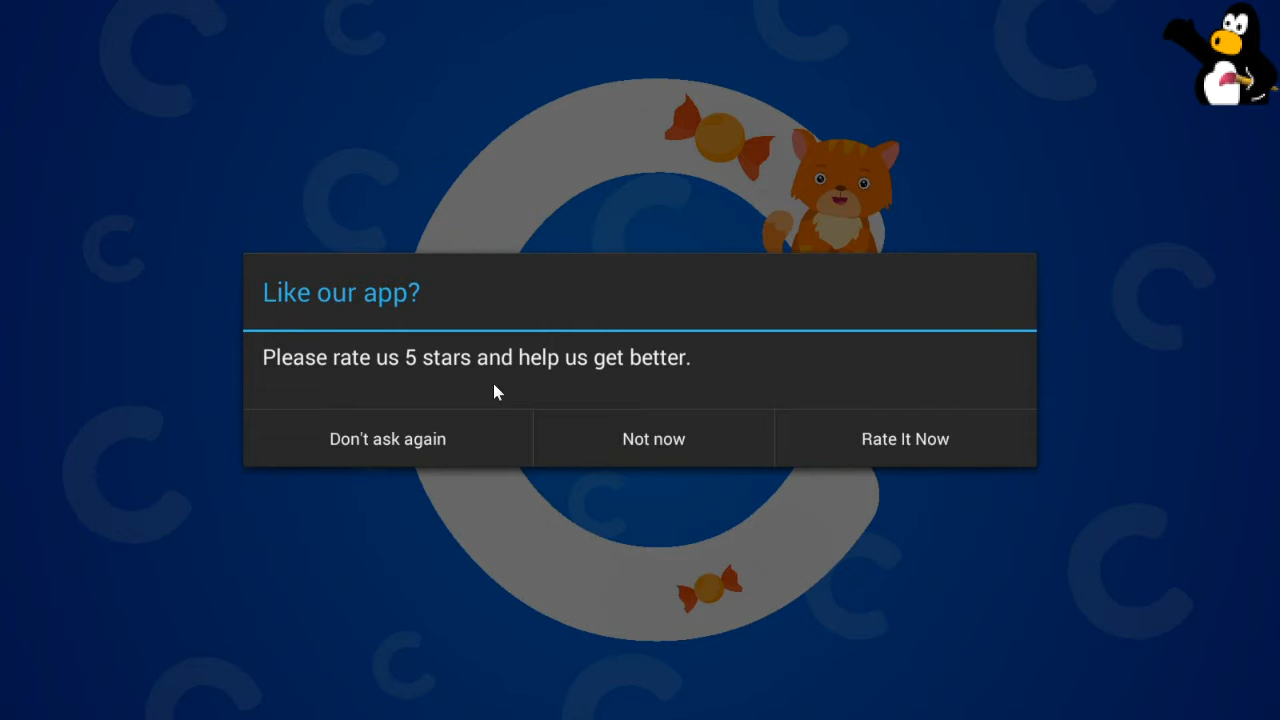 Like our app?
Please rate us 5 stars and help us get better.
Don't ask again
Not now
Rate It Now